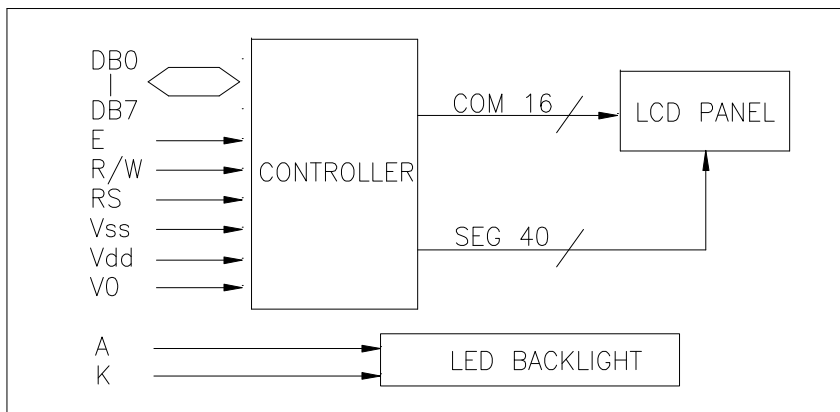 DB0
|
DB7
E
R/W
RS
Vss
Vdd
V0
CONTROLLER
COM 16
SEG 40
LCD PANEL
A
K
LED BACKLIGHT